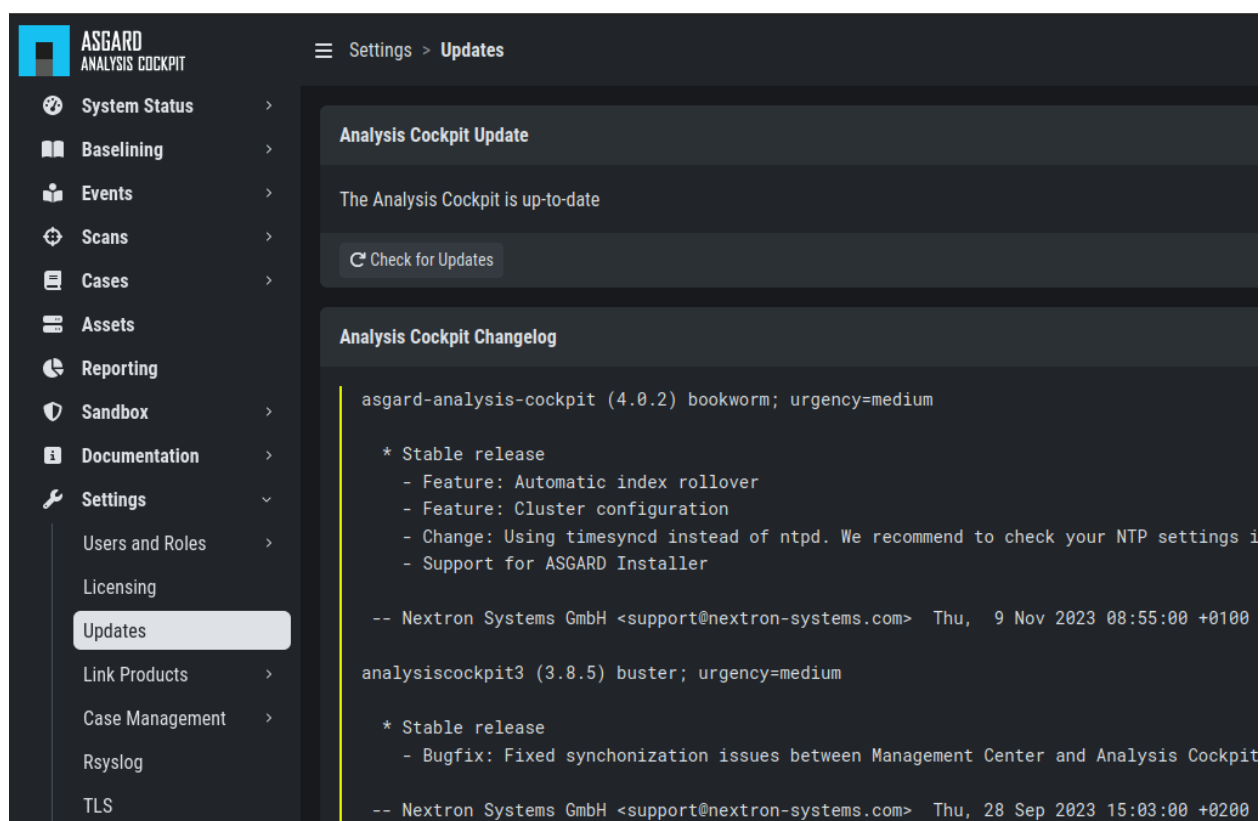 ASGARD
ANALYSIS COCKPIT
Settings > Updates
System Status
Baselining
Events
Scans
Cases
Assets
Reporting
Sandbox
Documentation
Settings
Users and Roles
Licensing
Updates
Link Products
Case Management
Rsyslog
TLS
Analysis Cockpit Update
The Analysis Cockpit is up-to-date
Check for Updates
Analysis Cockpit Changelog
asgard-analysis-cockpit (4.0.2) bookworm; urgency=medium
* Stable release
- Feature: Automatic index rollover
- Feature: Cluster configuration
- Change: Using timesyncd instead of ntpd. We recommend to check your NTP settings i
- Support for ASGARD Installer
-- Nextron Systems GmbH <support@nextron-systems.com> Thu, 9 Nov 2023 08:55:00 +0100
analysiscockpit3 (3.8.5) buster; urgency=medium
* Stable release
- Bugfix: Fixed synchonization issues between Management Center and Analysis Cockpit
-- Nextron Systems GmbH <support@nextron-systems.com> Thu, 28 Sep 2023 15:03:00 +0200